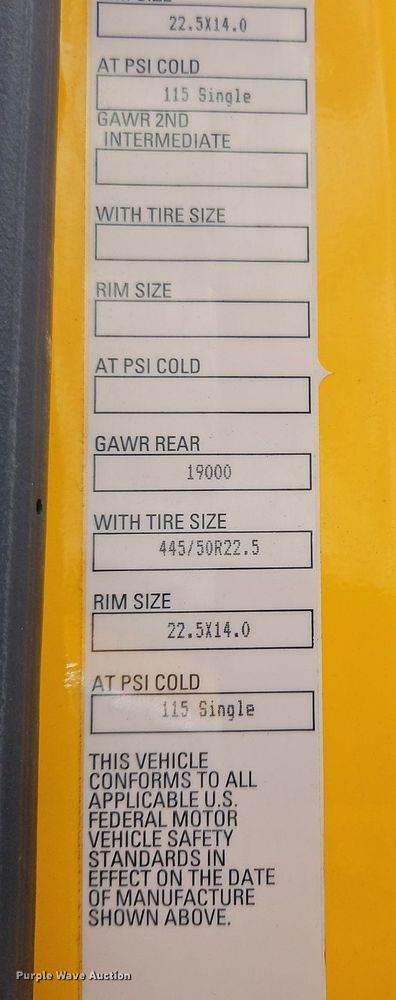 22.5X14.0
AT PSI COLD
115 Single
GAWR 2ND
INTERMEDIATE
WITH TIRE SIZE
RIM SIZE
AT PSI COLD
GAWR REAR
19000
WITH TIRE SIZE
445/50R22.5
RIM SIZE
22.5X14.0
AT PSI COLD
115 Single
THIS VEHICLE
CONFORMS TO ALL
APPLICABLE U.S.
FEDERAL MOTOR
VEHICLE SAFETY
STANDARDS IN
EFFECT ON THE DATE
OF MANUFACTURE
SHOWN ABOVE.
Purple Wave Auction